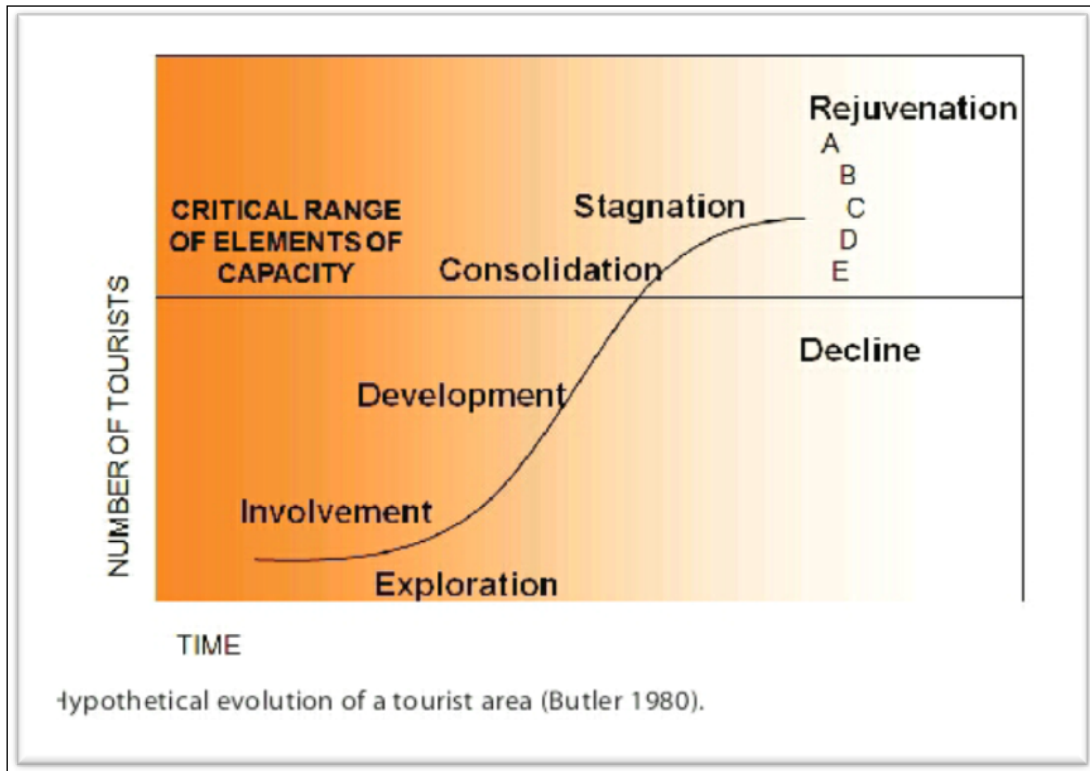 Rejuvenation
A
B
Stagnation
C
CRITICAL RANGE
OF ELEMENTS OF
CAPACITY
D
Consolidation
E
Decline
Development
Involvement
Exploration
NUMBER OF TOURISTS
TIME
Hypothetical evolution of a tourist area (Butler 1980).